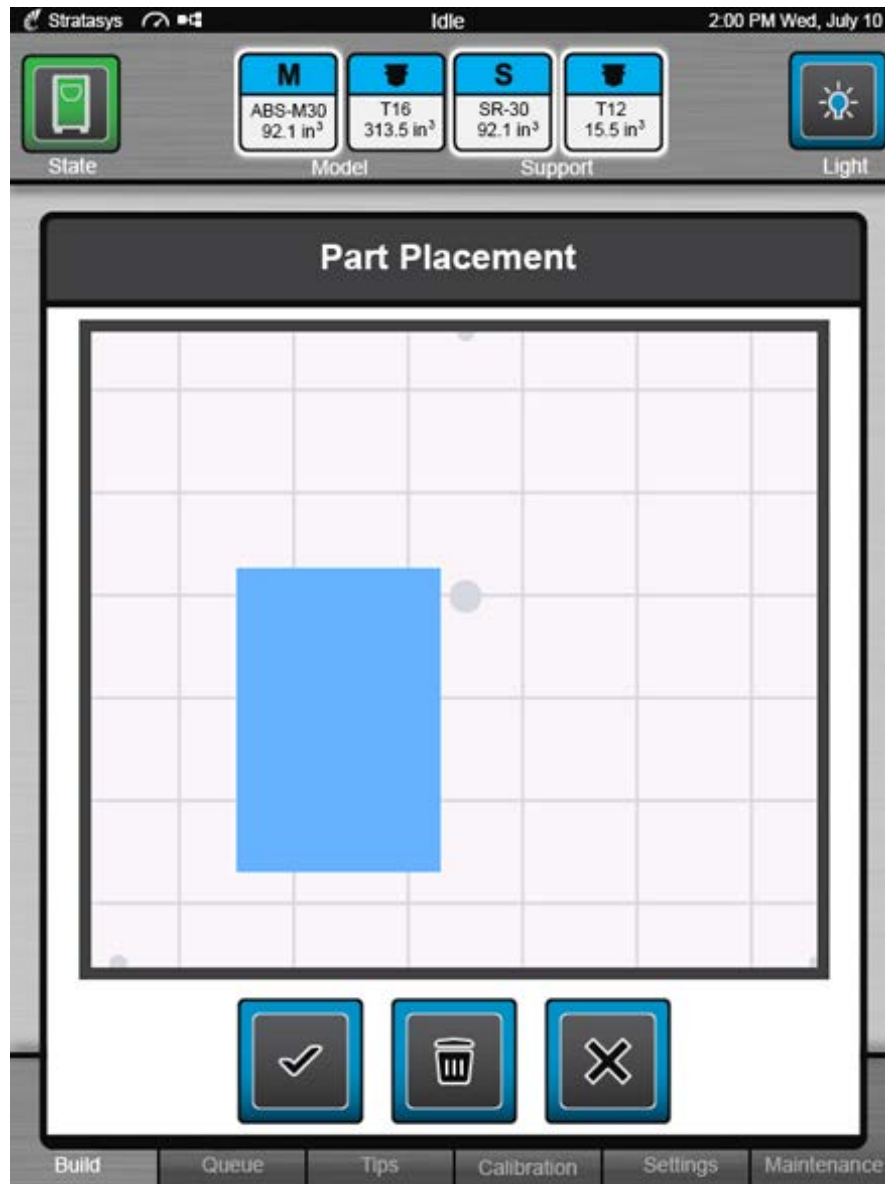 Stratasys Idle 2:00 PM Wed, July 10
M S
ABS-M30 T16 SR-30 T12
92.1 in³ 313.5 in³ 92.1 in³ 15.5 in³
State Model Support Light
Part Placement
Build Queue Tips Calibration Settings Maintenance